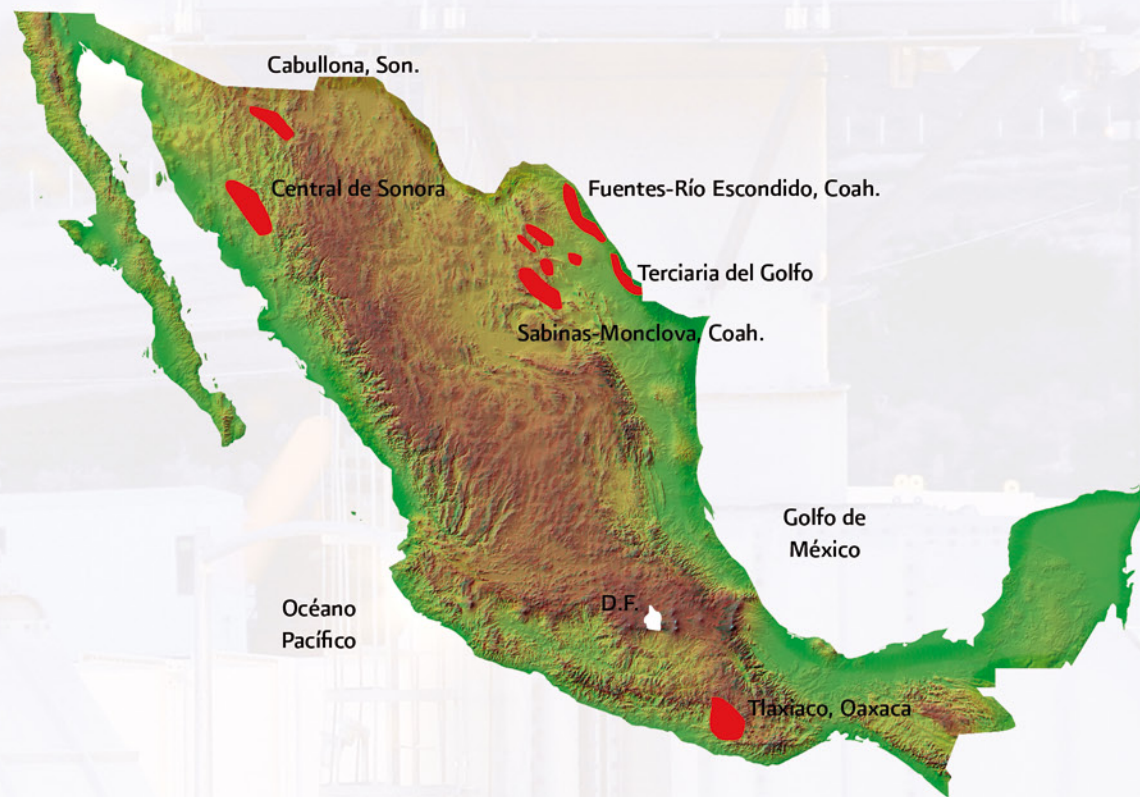 Cabullona, Son.
Central de Sonora
Fuentes-Río Escondido, Coah.
Terciaria del Golfo
Sabinas-Monclova, Coah.
Golfo de
México
D.F.
Océano
Pacífico
Tlaxiaco, Oaxaca